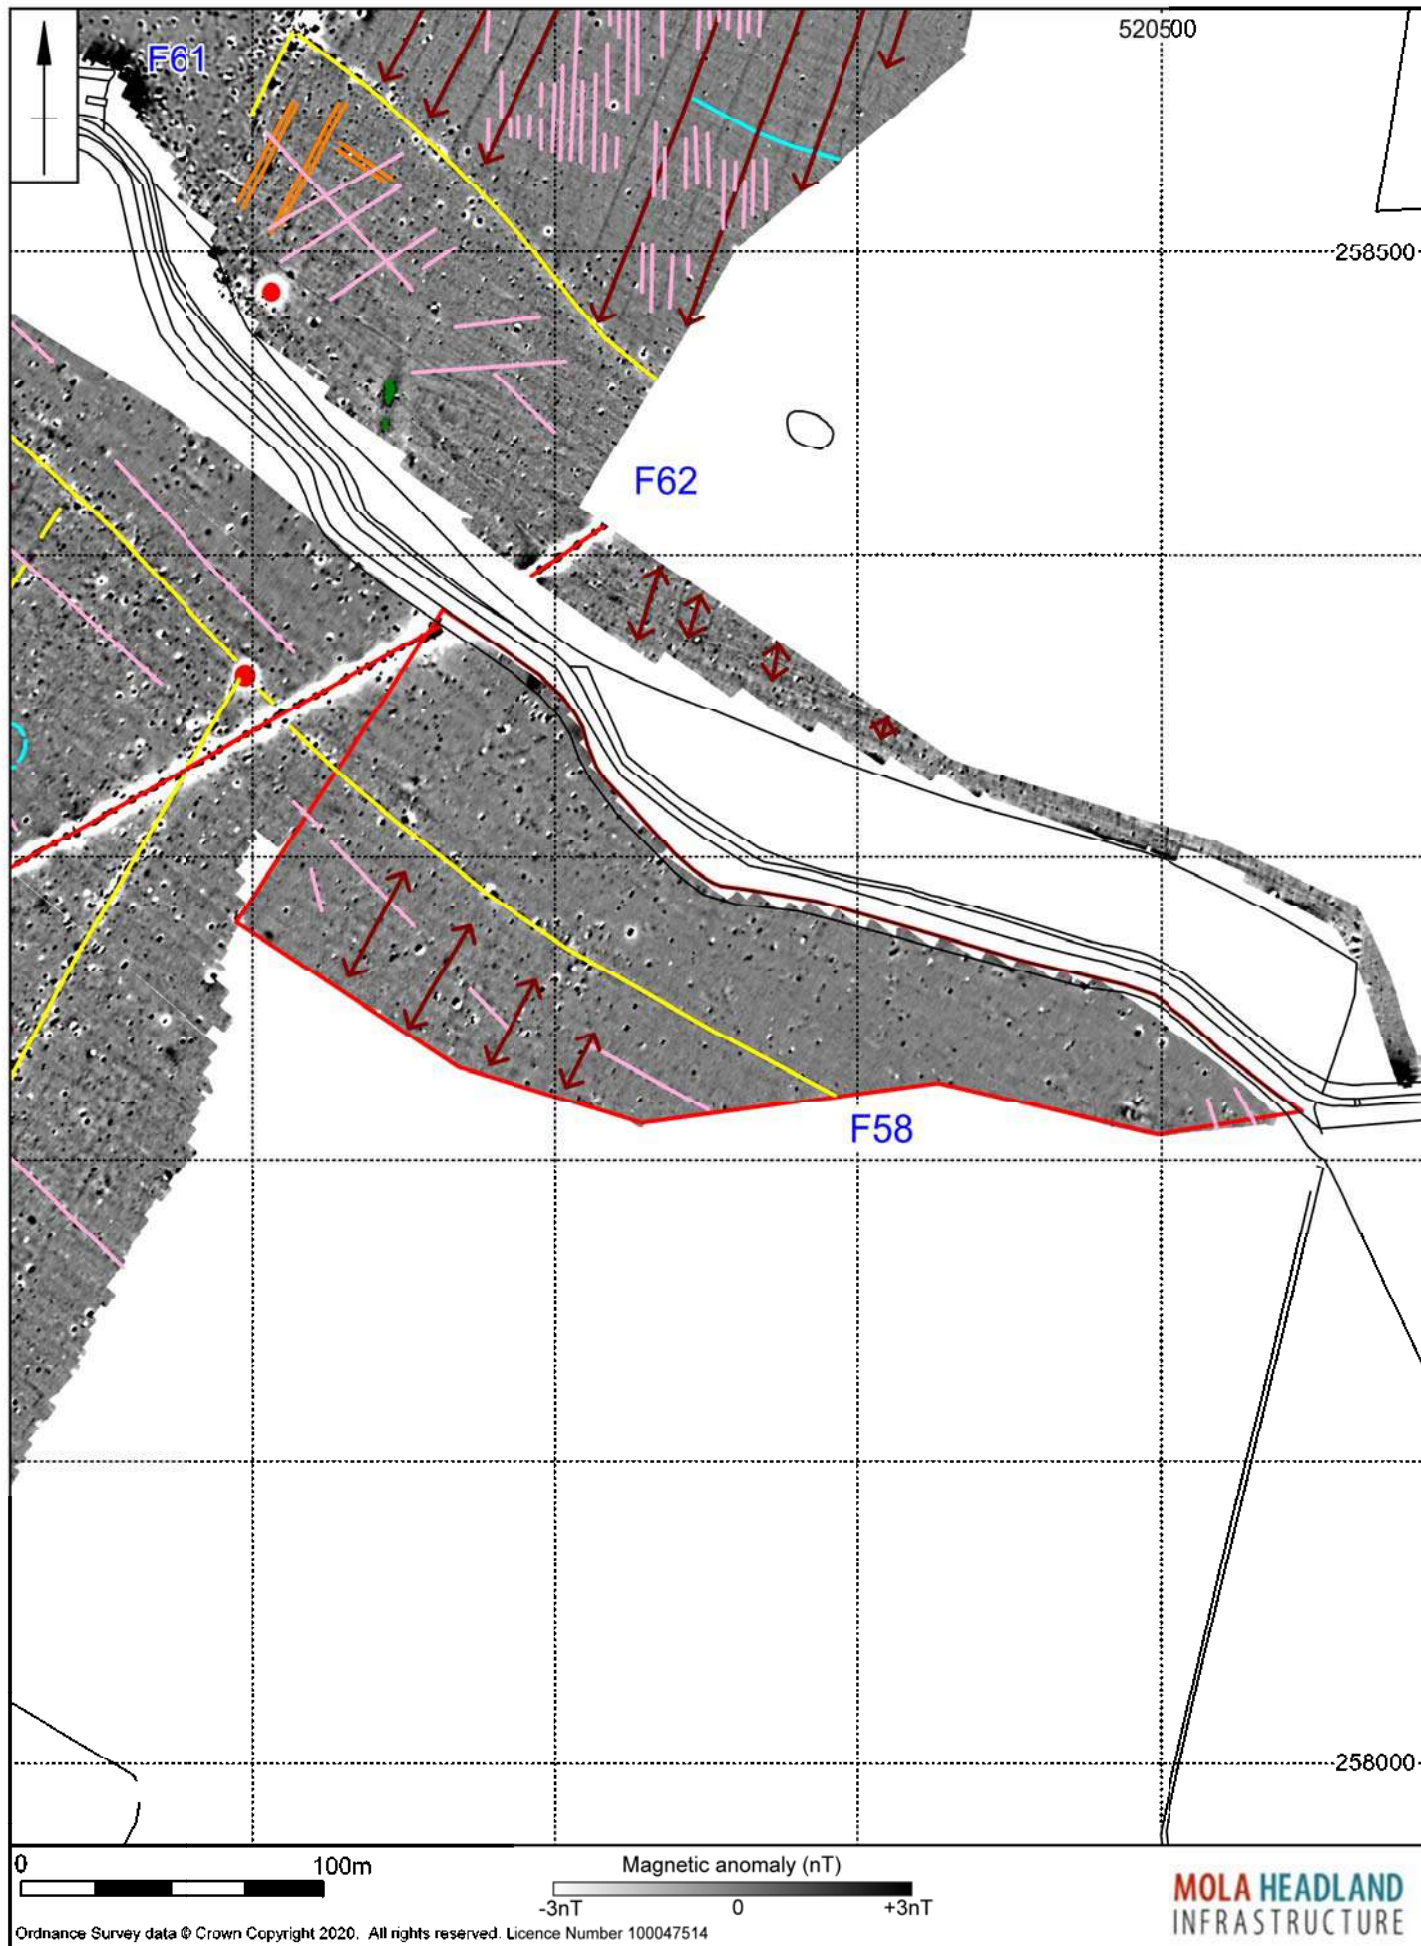 520500
F61
258500
F62
F58
258000
0 100m
Magnetic anomaly (nT)
-3nT 0 +3nT
MOLA HEADLAND
INFRASTRUCTURE
Ordnance Survey data © Crown Copyright 2020. All rights reserved. Licence Number 100047514